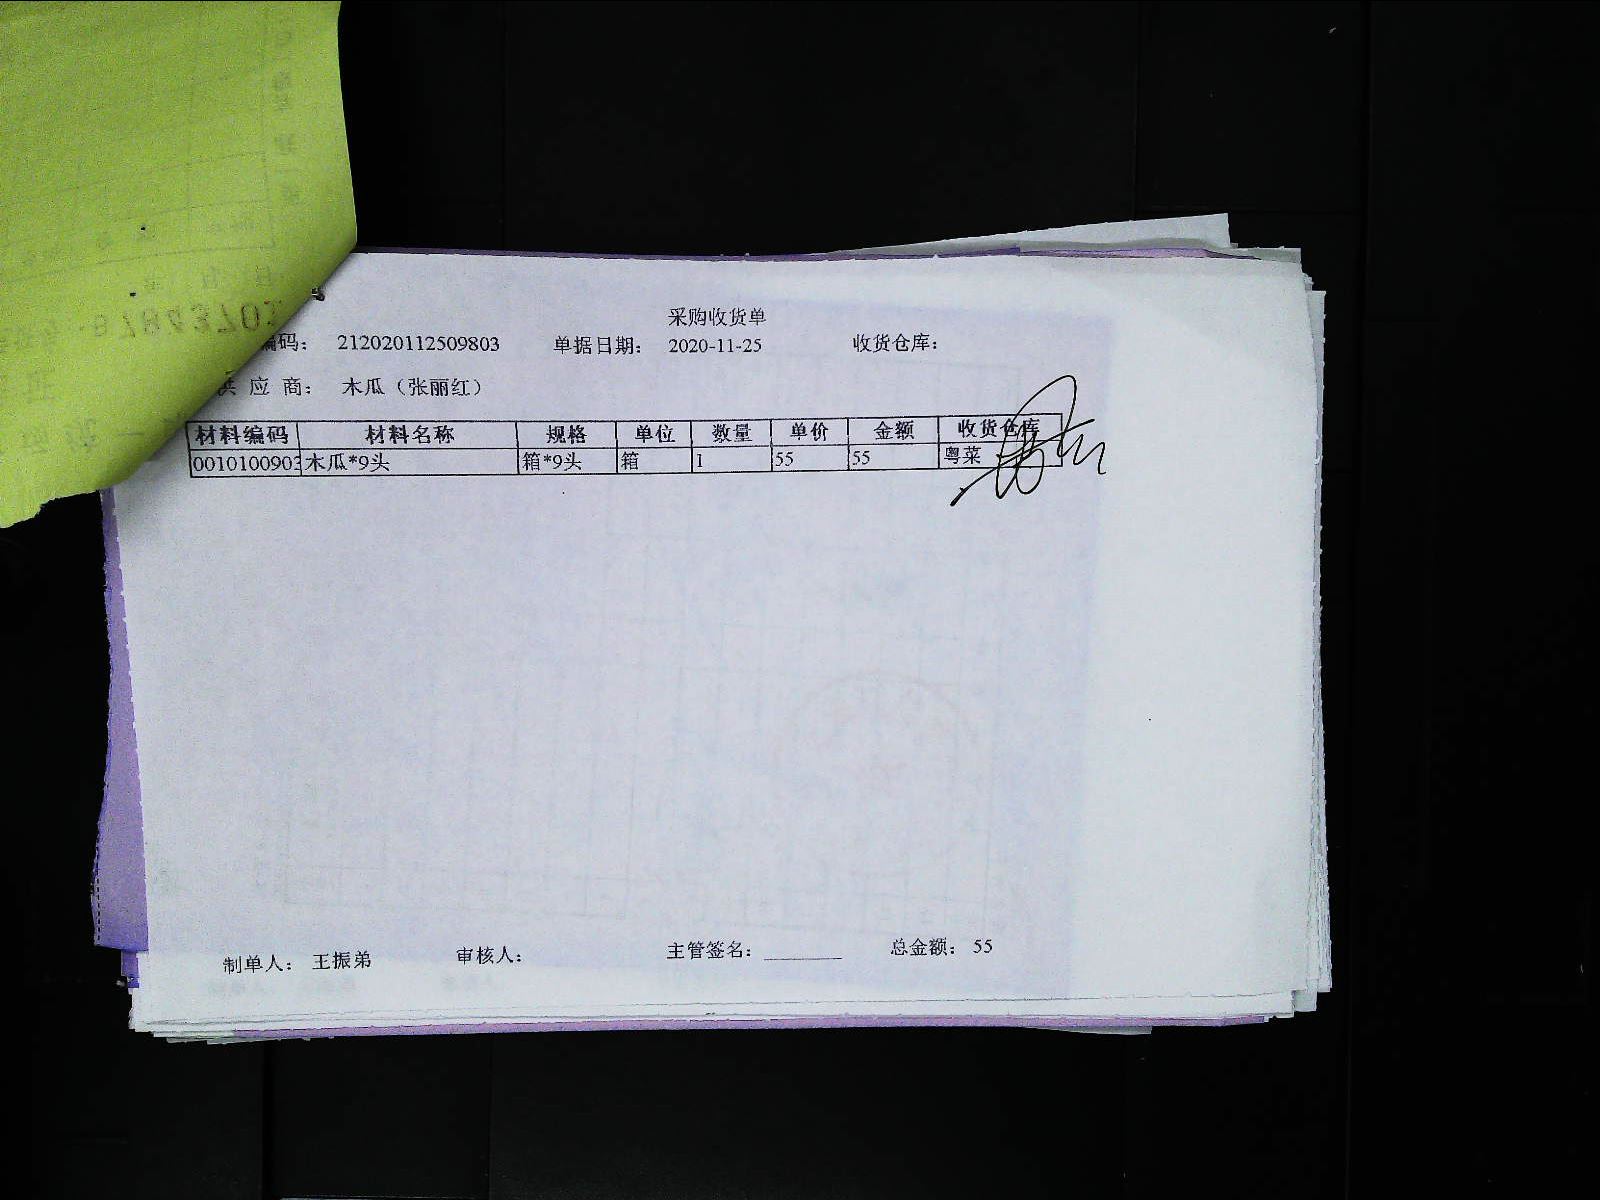 采购收货单
编码： 212020112509803 单据日期： 2020-11-25 收货仓库：
供 应 商： 木瓜（张丽红）
材料编码 材料名称 规格 单位 数量 单价 金额 收货仓库
0010100903 木瓜*9头 箱*9头 箱 1 55 55 粤菜
制单人： 王振弟 审核人： 主管签名：________ 总金额： 55